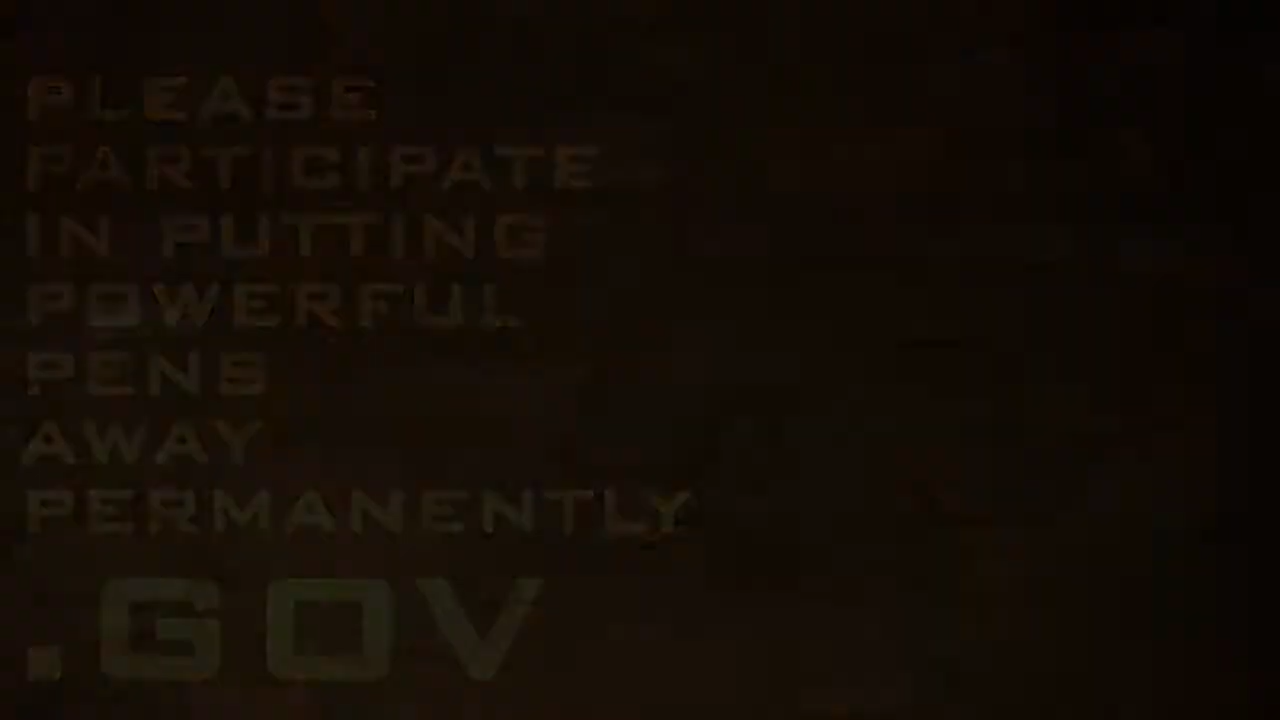 PLEASE
PARTICIPATE
IN PUTTING
POWERFUL
PENS
AWAY
PERMANENTLY
.GOV